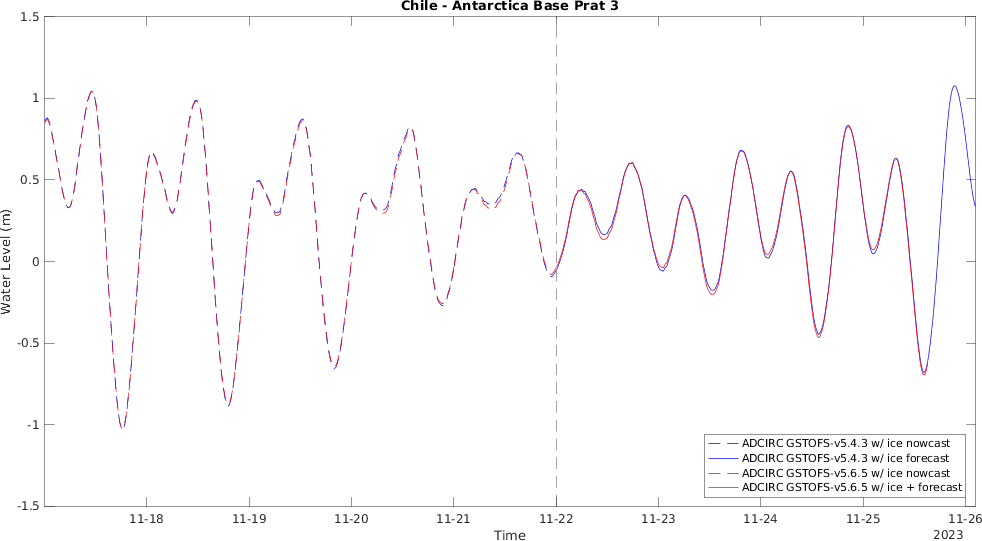 Chile - Antarctica Base Prat 3
1.5
1
0.5
0
-0.5
-1
-1.5
Water Level (m)
11-18
11-19
11-20
11-21
11-22
11-23
11-24
11-25
11-26
Time
2023
ADCIRC GSTOFS-v5.4.3 w/ ice nowcast
ADCIRC GSTOFS-v5.4.3 w/ ice forecast
ADCIRC GSTOFS-v5.6.5 w/ ice nowcast
ADCIRC GSTOFS-v5.6.5 w/ ice + forecast